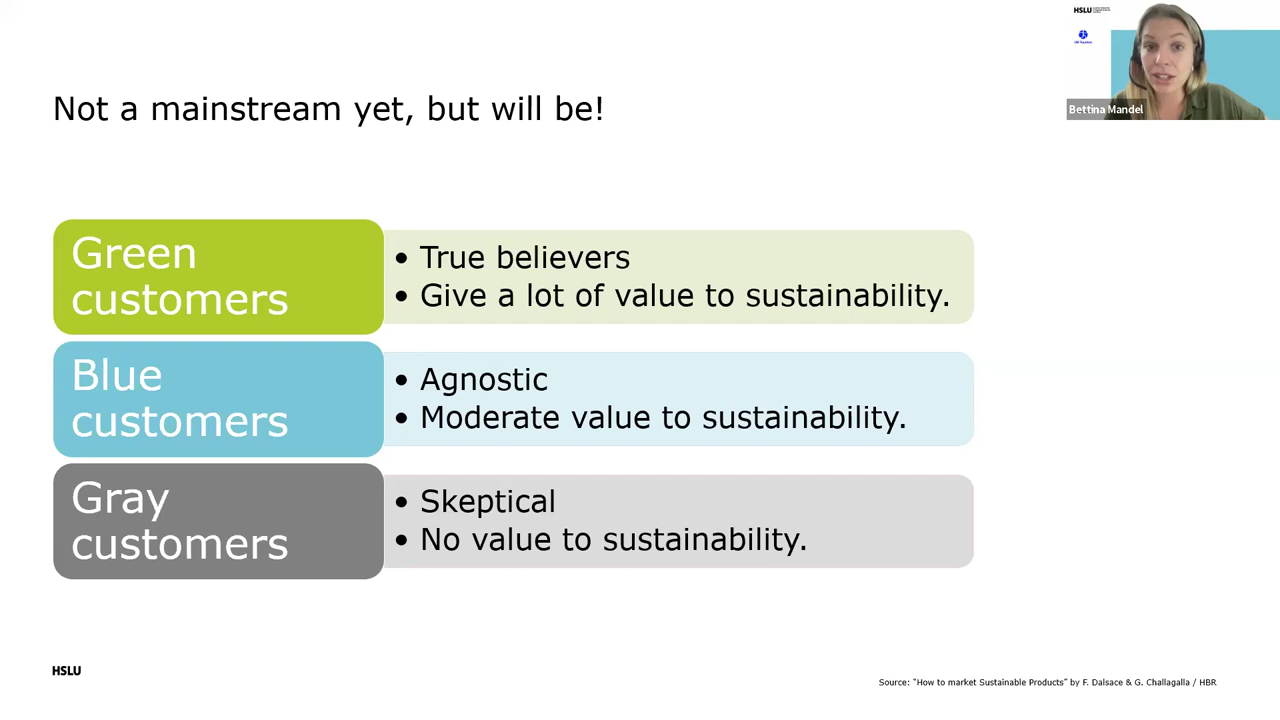 HSLU
Bettina Mandel
Not a mainstream yet, but will be!
Green
customers
• True believers
• Give a lot of value to sustainability.
Blue
customers
• Agnostic
• Moderate value to sustainability.
Gray
customers
• Skeptical
• No value to sustainability.
HSLU
Source: "How to market Sustainable Products" by F. Dalsace & G. Challagalla / HBR